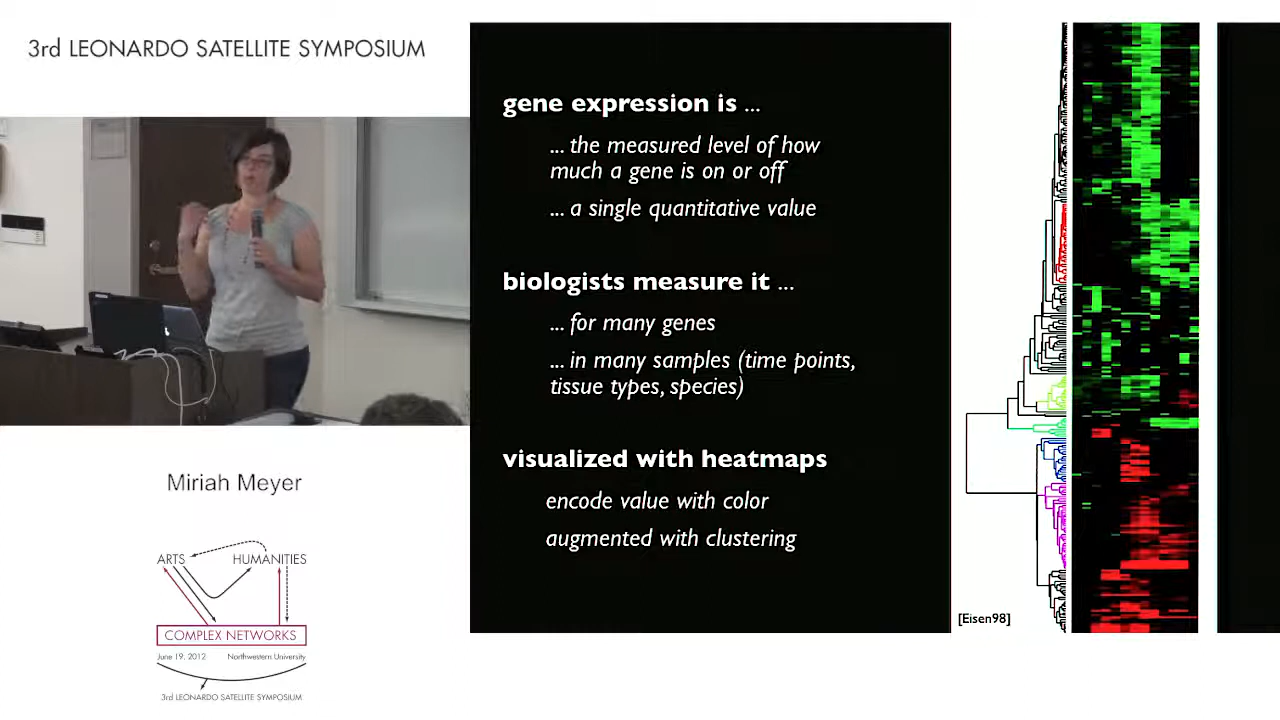 3rd LEONARDO SATELLITE SYMPOSIUM
gene expression is ...
... the measured level of how
much a gene is on or off
... a single quantitative value
biologists measure it ...
... for many genes
... in many samples (time points,
tissue types, species)
visualized with heatmaps
encode value with color
augmented with clustering
[Eisen98]
Miriah Meyer
ARTS HUMANITIES
COMPLEX NETWORKS
June 19, 2012 Northwestern University
3rd LEONARDO SATELLITE SYMPOSIUM